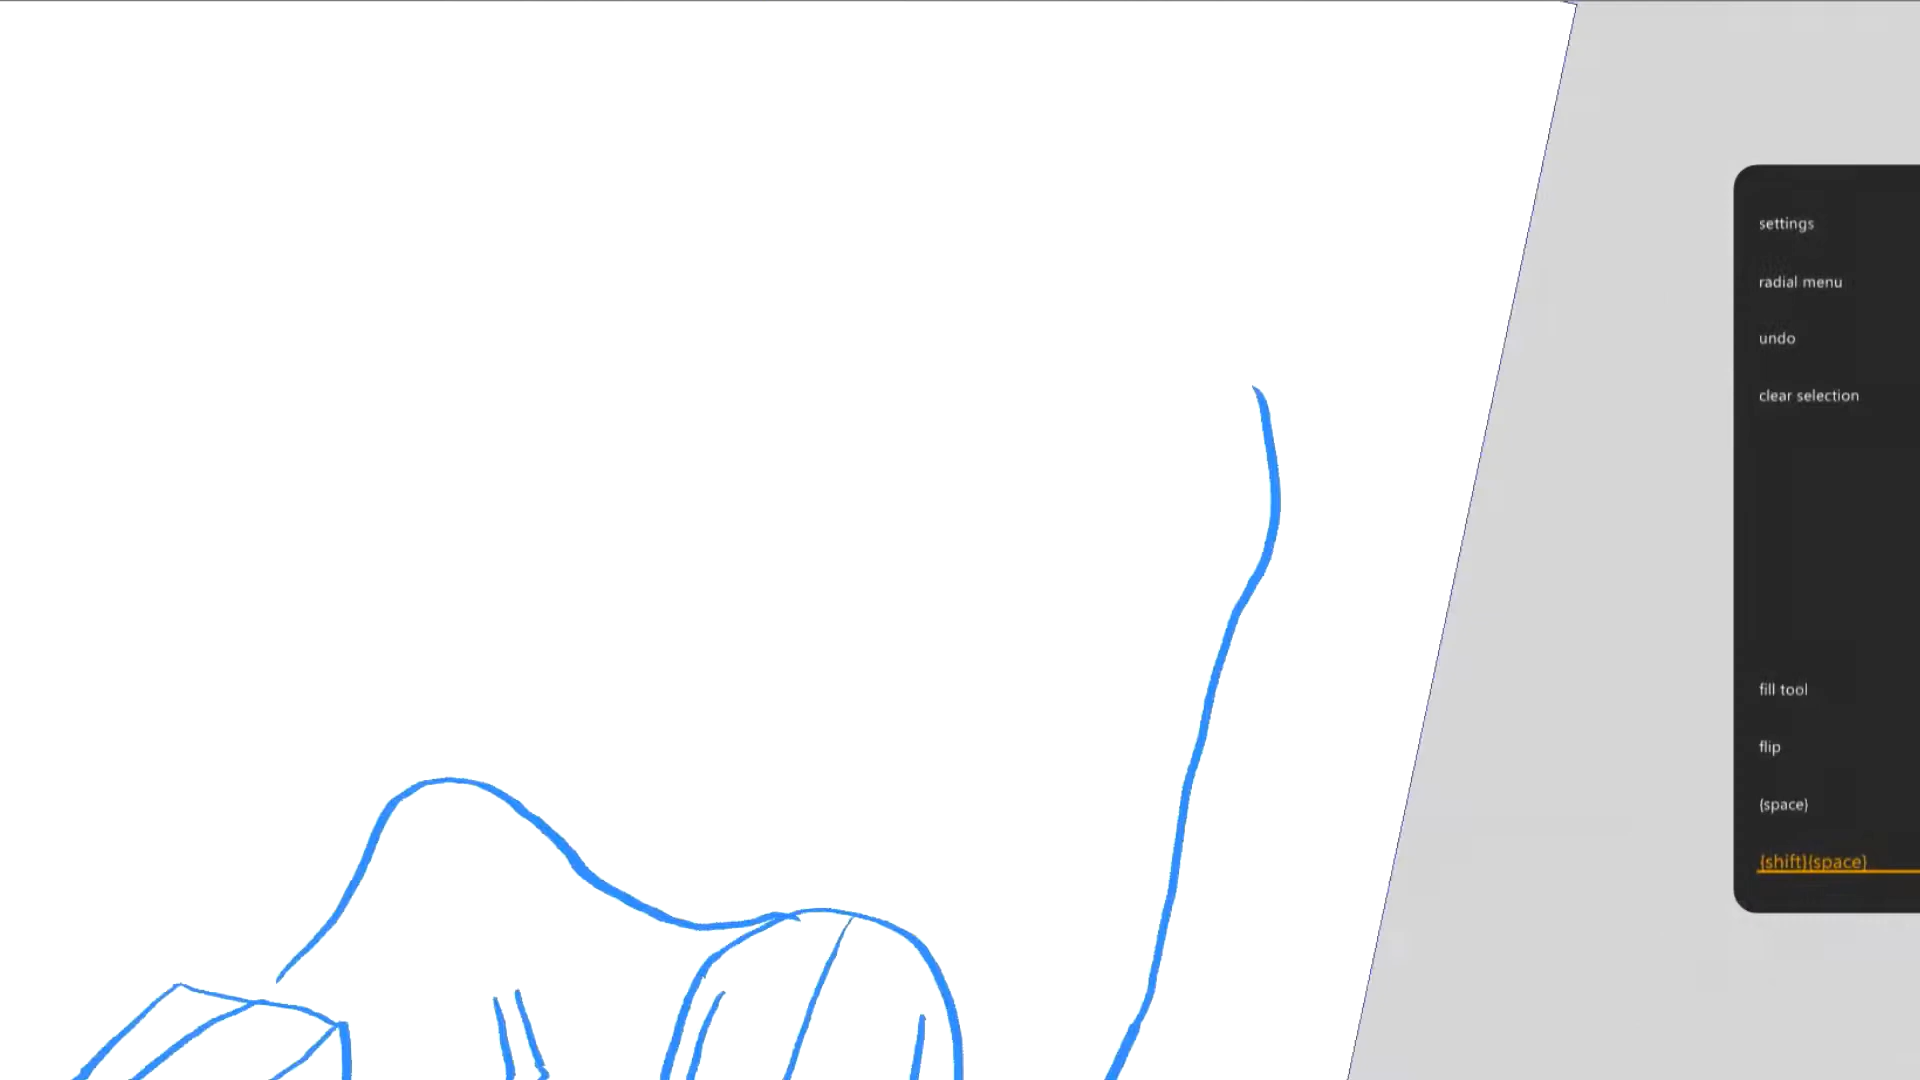 settings
radial menu
undo
clear selection
fill tool
flip
{space}
{shift}{space}